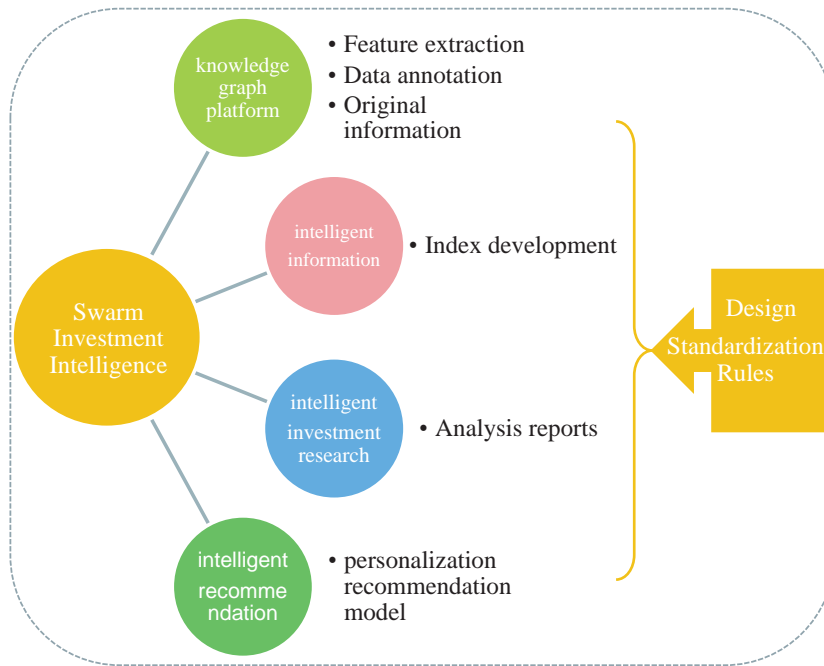 knowledge
graph
platform
• Feature extraction
• Data annotation
• Original
information
intelligent
information
• Index development
Swarm
Investment
Intelligence
Design
Standardization
Rules
intelligent
investment
research
• Analysis reports
intelligent
recomme
ndation
• personalization
recommendation
model